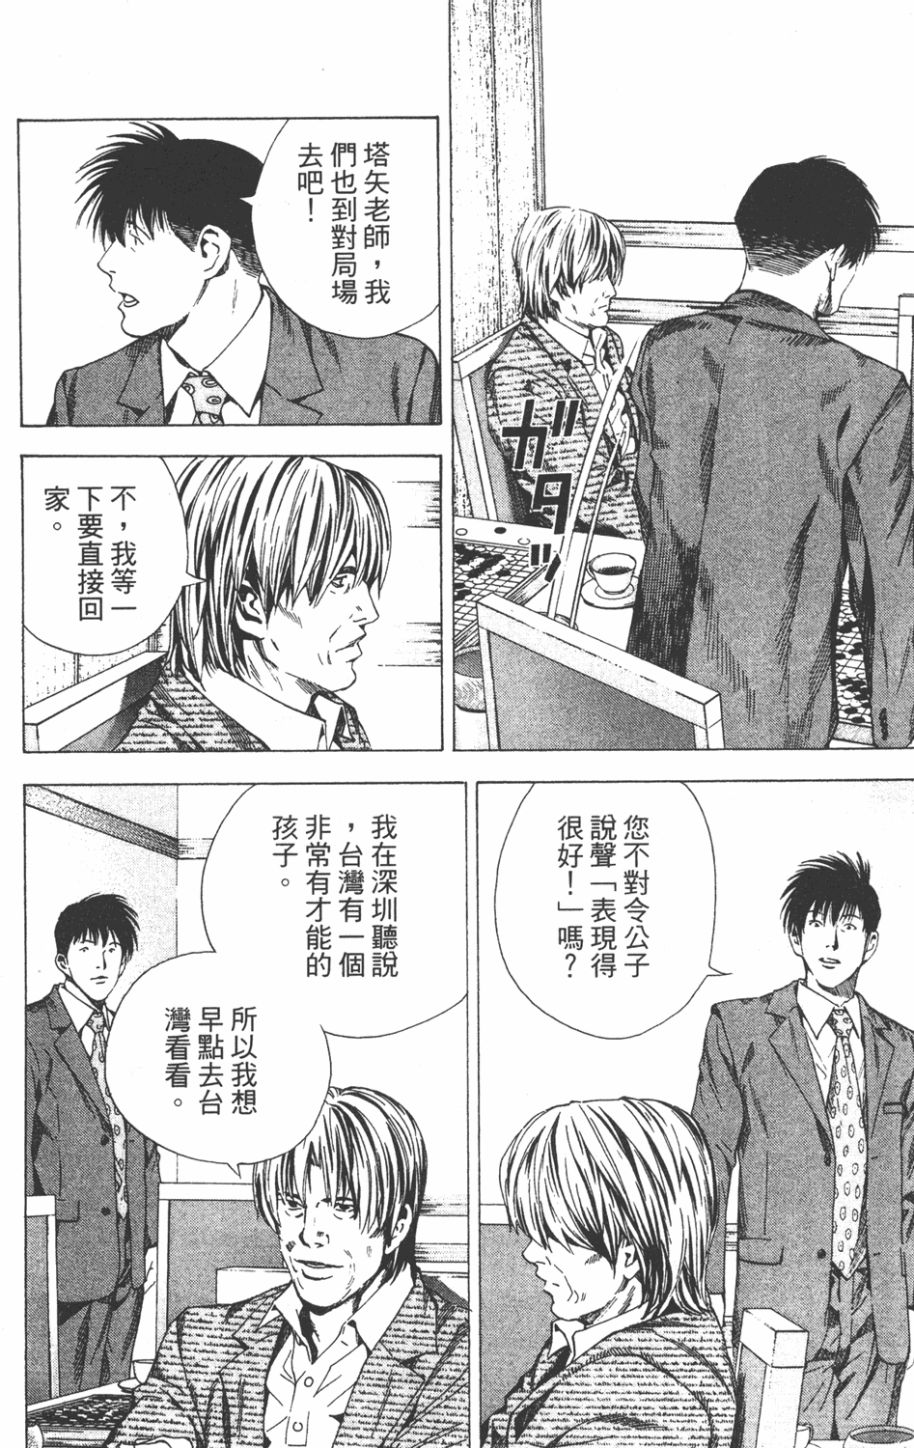 ガタッ
塔矢老師，我
們也到對局場
去吧！
不，我等一
下要直接回
家。
您不對令公子
說聲「表現得
很好！」嗎？
我在深圳聽說
，台灣有一個
非常有才能的
孩子。
所以我想
早點去台
灣看看。